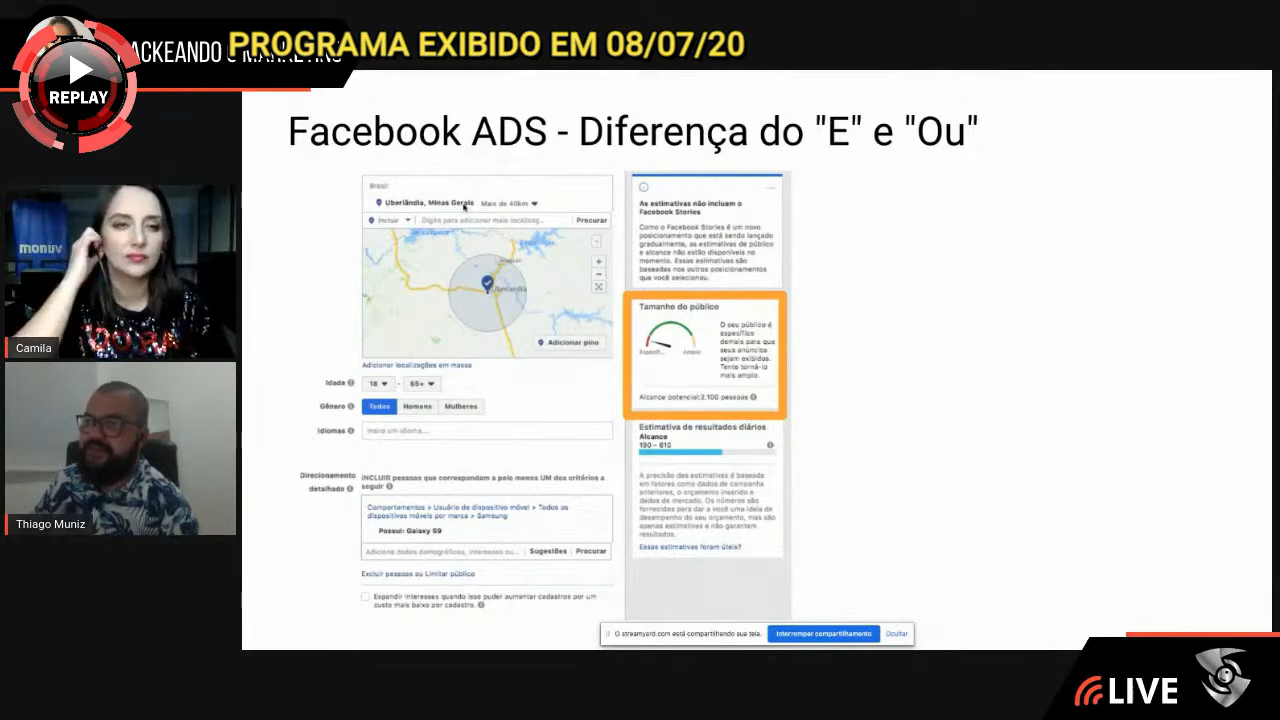 PROGRAMA EXIBIDO EM 08/07/20
REPLAY
Facebook ADS - Diferença do "E" e "Ou"
Brasil
Uberlândia, Minas Gerais Mais de 40km
Incluir Digite para adicionar mais localizaç... Procurar
Araguari
Uberlândia
Adicionar pino
Adicionar localizações em massa
Idade 18 - 65+
Gênero Todos Homens Mulheres
Idiomas Insira um idioma...
Direcionamento detalhado
INCLUIR pessoas que correspondam a pelo menos UM dos critérios a
seguir
Comportamentos > Usuário de dispositivo móvel > Todos os
dispositivos móveis por marca > Samsung
Possui: Galaxy S9
Adicione dados demográficos, interesses ou... Sugestões Procurar
Excluir pessoas ou Limitar público
Expandir interesses quando isso puder aumentar cadastros por um
custo mais baixo por cadastro.
As estimativas não incluem o
Facebook Stories
Como o Facebook Stories é um novo
posicionamento que está sendo lançado
gradualmente, as estimativas de público
e alcance não estão disponíveis no
momento. Essas estimativas são
baseadas nos outros posicionamentos
que você selecionou.
Tamanho do público
Específi... Amplo
O seu público é
específico
demais para que
seus anúncios
sejam exibidos.
Tente torná-lo
mais amplo.
Alcance potencial:2.100 pessoas
Estimativa de resultados diários
Alcance
190 – 610
A precisão das estimativas é baseada
em fatores como dados de campanha
anteriores, o orçamento inserido e
dados de mercado. Os números são
fornecidos para dar a você uma ideia de
desempenho do seu orçamento, mas são
apenas estimativas e não garantem
resultados.
Essas estimativas foram úteis?
O streamyard.com está compartilhando sua tela. Interromper compartilhamento Ocultar
monuv
Camila
Thiago Muniz
LIVE